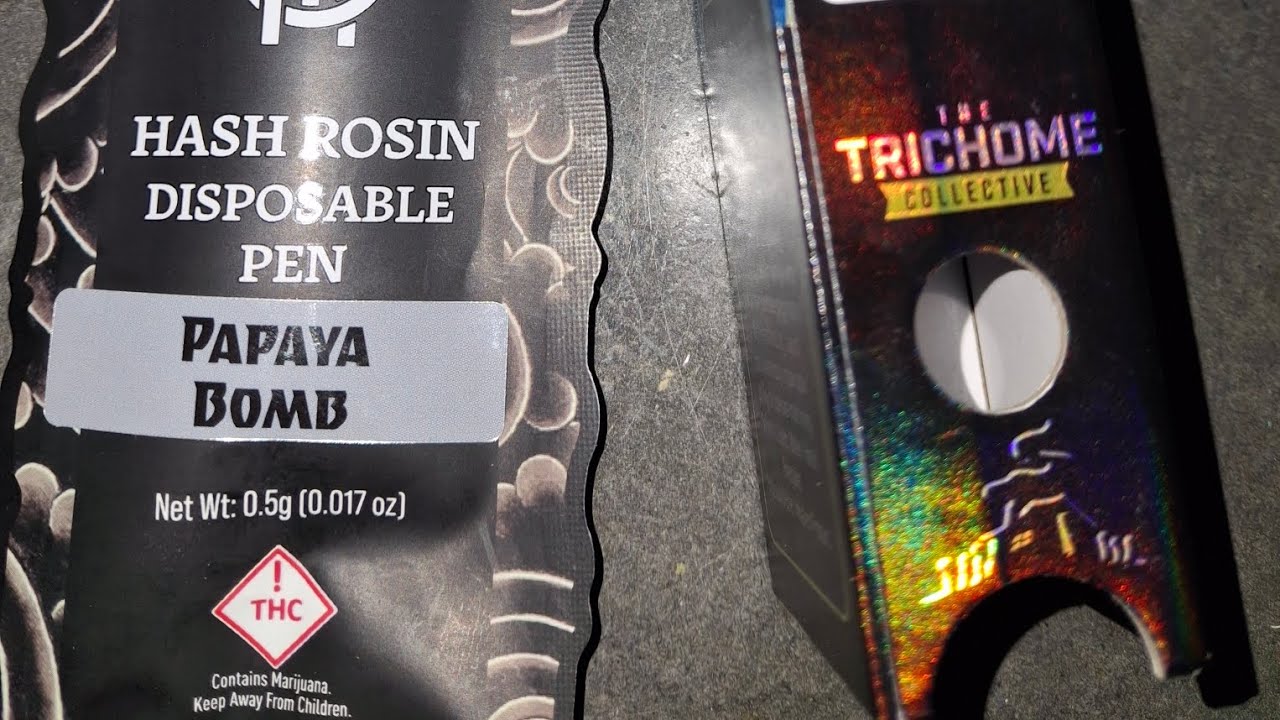 HASH ROSIN
DISPOSABLE
PEN
PAPAYA
BOMB
Net Wt: 0.5g (0.017 oz)
!
THC
Contains Marijuana.
Keep Away From Children.
THE
TRICHOME
COLLECTIVE